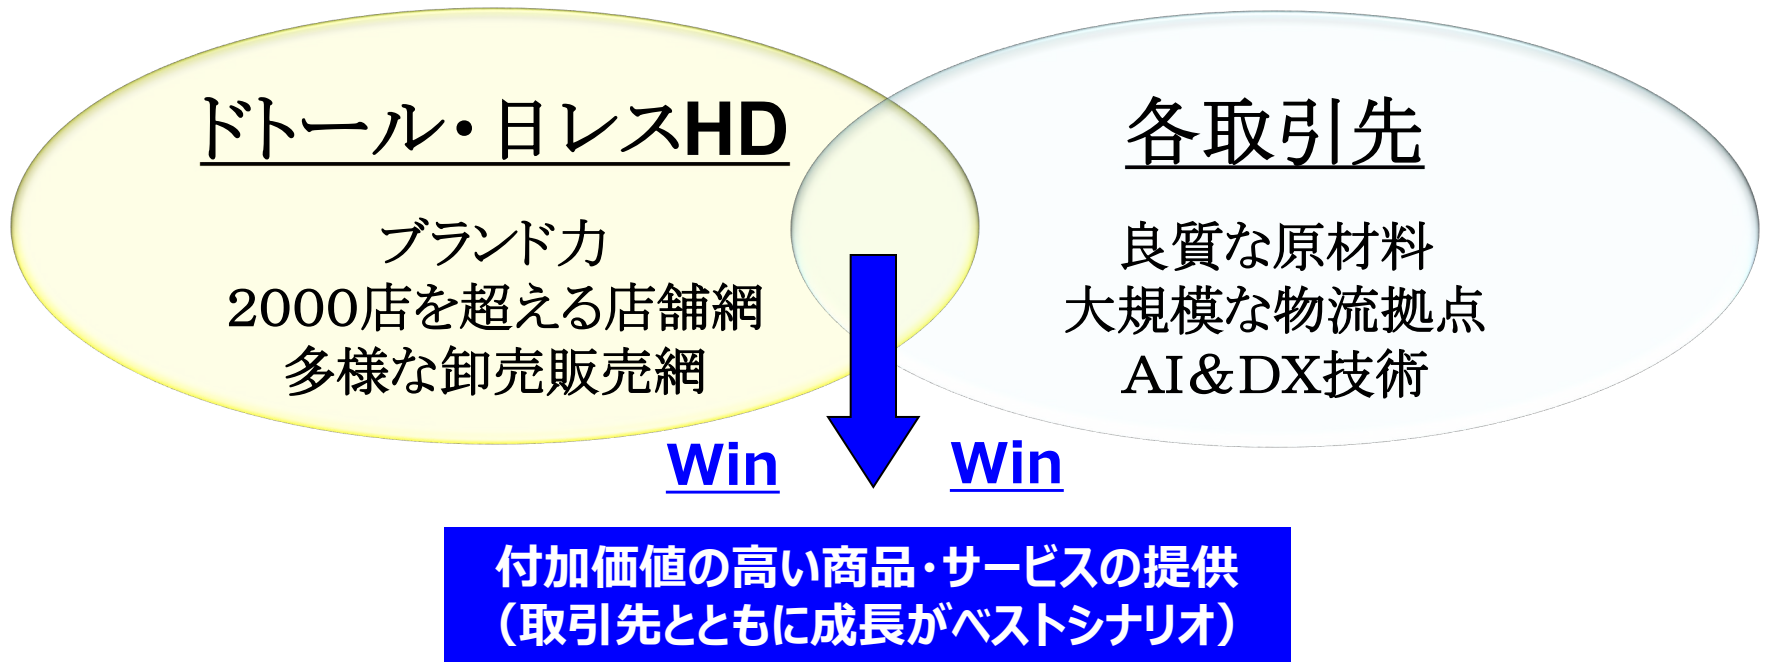 ドトール・日レスHD
ブランド力
2000店を超える店舗網
多様な卸売販売網
各取引先
良質な原材料
大規模な物流拠点
AI&DX技術
Win
Win
付加価値の高い商品・サービスの提供
（取引先とともに成長がベストシナリオ）